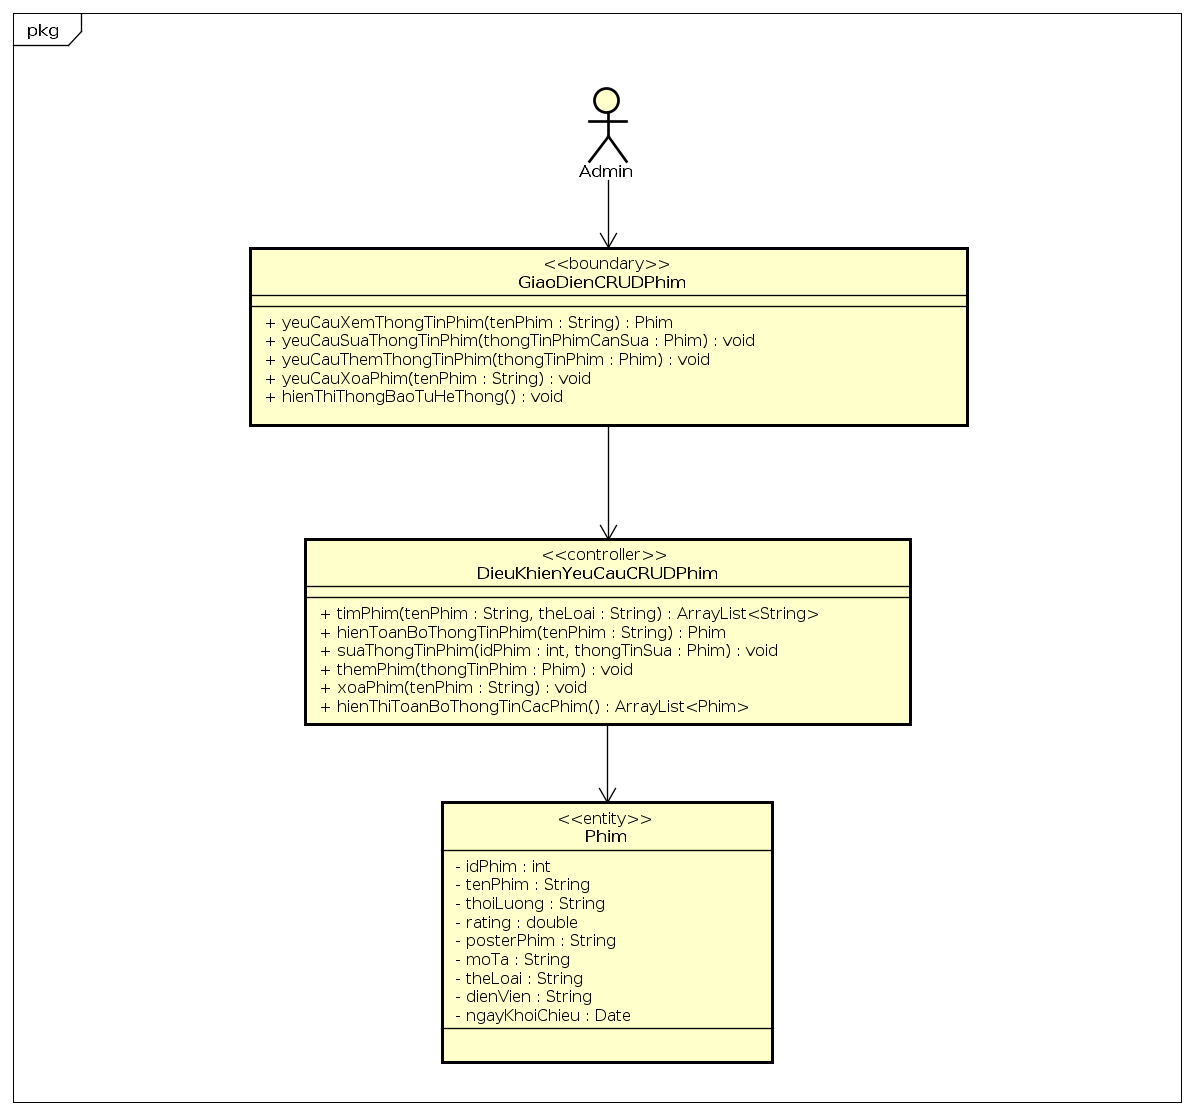 pkg
Admin
<<boundary>>
GiaoDienCRUDPhim
+ yeuCauXemThongTinPhim(tenPhim : String) : Phim
+ yeuCauSuaThongTinPhim(thongTinPhimCanSua : Phim) : void
+ yeuCauThemThongTinPhim(thongTinPhim : Phim) : void
+ yeuCauXoaPhim(tenPhim : String) : void
+ hienThiThongBaoTuHeThong() : void
<<controller>>
DieuKhienYeuCauCRUDPhim
+ timPhim(tenPhim : String, theLoai : String) : ArrayList<String>
+ hienToanBoThongTinPhim(tenPhim : String) : Phim
+ suaThongTinPhim(idPhim : int, thongTinSua : Phim) : void
+ themPhim(thongTinPhim : Phim) : void
+ xoaPhim(tenPhim : String) : void
+ hienThiToanBoThongTinCacPhim() : ArrayList<Phim>
<<entity>>
Phim
- idPhim : int
- tenPhim : String
- thoiLuong : String
- rating : double
- posterPhim : String
- moTa : String
- theLoai : String
- dienVien : String
- ngayKhoiChieu : Date